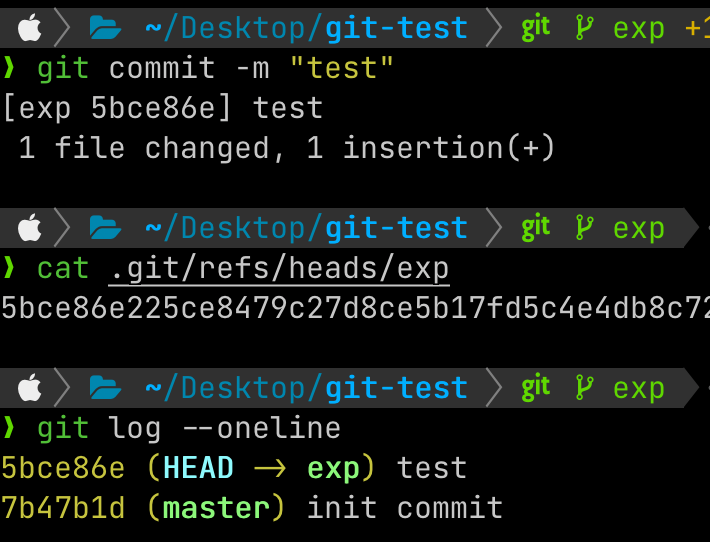 ~/Desktop/git-test git exp +1
❯ git commit -m "test"
[exp 5bce86e] test
1 file changed, 1 insertion(+)
~/Desktop/git-test git exp
❯ cat .git/refs/heads/exp
5bce86e225ce8479c27d8ce5b17fd5c4e4db8c72
~/Desktop/git-test git exp
❯ git log --oneline
5bce86e (HEAD -> exp) test
7b47b1d (master) init commit